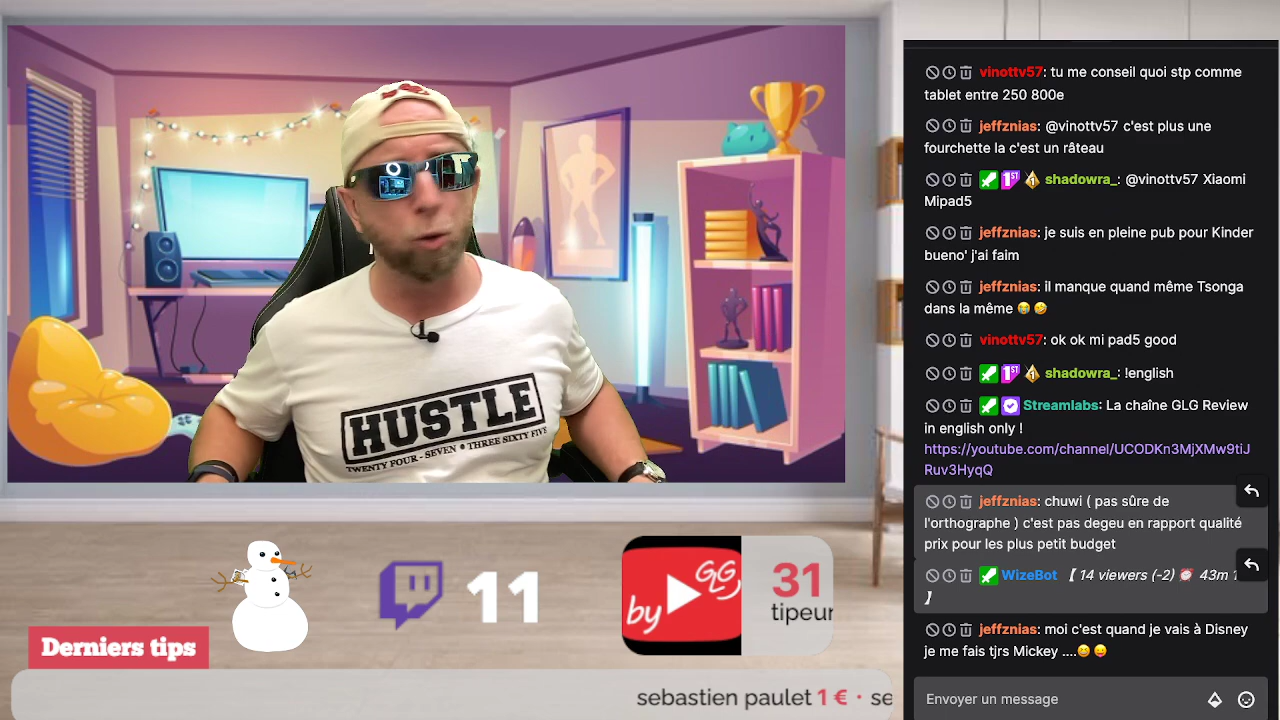 HUSTLE
TWENTY FOUR - SEVEN • THREE SIXTY FIVE
11
by
GLG
31
tipeur
Derniers tips
sebastien paulet 1 € · se
vinottv57: tu me conseil quoi stp comme
tablet entre 250 800e
jeffznias: @vinottv57 c'est plus une
fourchette la c'est un râteau
1ST shadowra_: @vinottv57 Xiaomi
Mipad5
jeffznias: je suis en pleine pub pour Kinder
bueno' j'ai faim
jeffznias: il manque quand même Tsonga
dans la même 😭 🤣
vinottv57: ok ok mi pad5 good
1ST shadowra_: !english
Streamlabs: La chaîne GLG Review
in english only !
https://youtube.com/channel/UCODKn3MjXMw9tiJ
Ruv3HyqQ
jeffznias: chuwi ( pas sûre de
l'orthographe ) c'est pas degeu en rapport qualité
prix pour les plus petit budget
WizeBot 【 14 viewers (-2) ⏰ 43m
】
jeffznias: moi c'est quand je vais à Disney
je me fais tjrs Mickey ....😄 😛
Envoyer un message